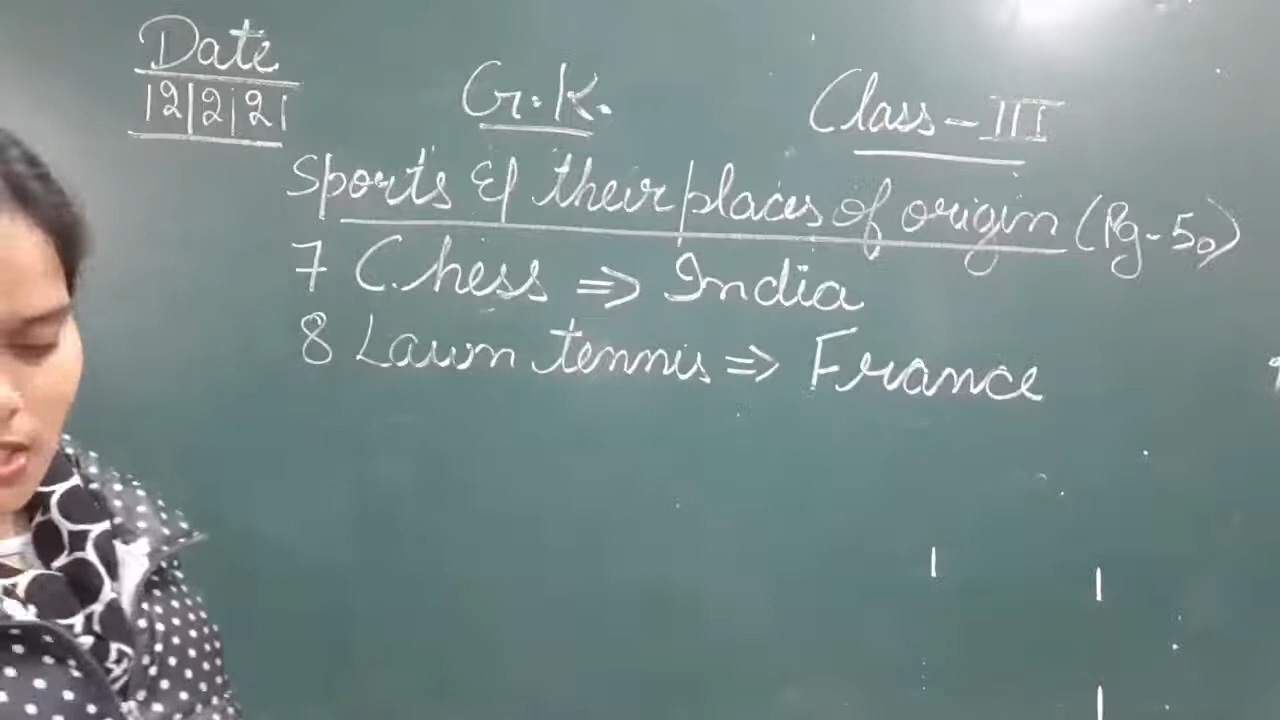 Date
12|2|21
G.K.
Class-III
Sports & their places of origin (Pg-50)
7 Chess => India
8 Lawn tennis => France